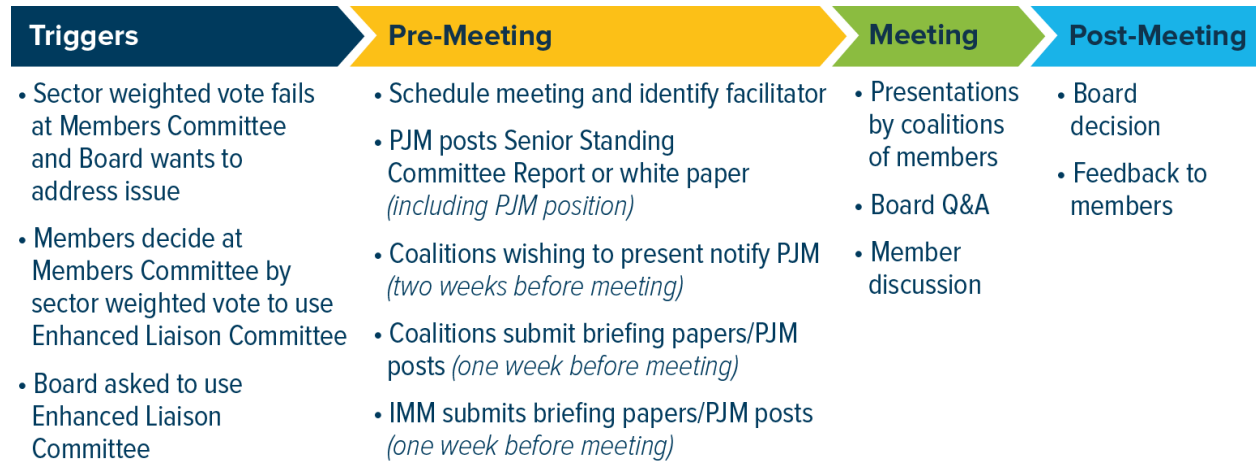 Triggers
• Sector weighted vote fails
at Members Committee
and Board wants to
address issue
• Members decide at
Members Committee by
sector weighted vote to use
Enhanced Liaison Committee
• Board asked to use
Enhanced Liaison
Committee
Pre-Meeting
• Schedule meeting and identify facilitator
• PJM posts Senior Standing
Committee Report or white paper
(including PJM position)
• Coalitions wishing to present notify PJM
(two weeks before meeting)
• Coalitions submit briefing papers/PJM
posts (one week before meeting)
• IMM submits briefing papers/PJM posts
(one week before meeting)
Meeting
• Presentations
by coalitions
of members
• Board Q&A
• Member
discussion
Post-Meeting
• Board
decision
• Feedback to
members